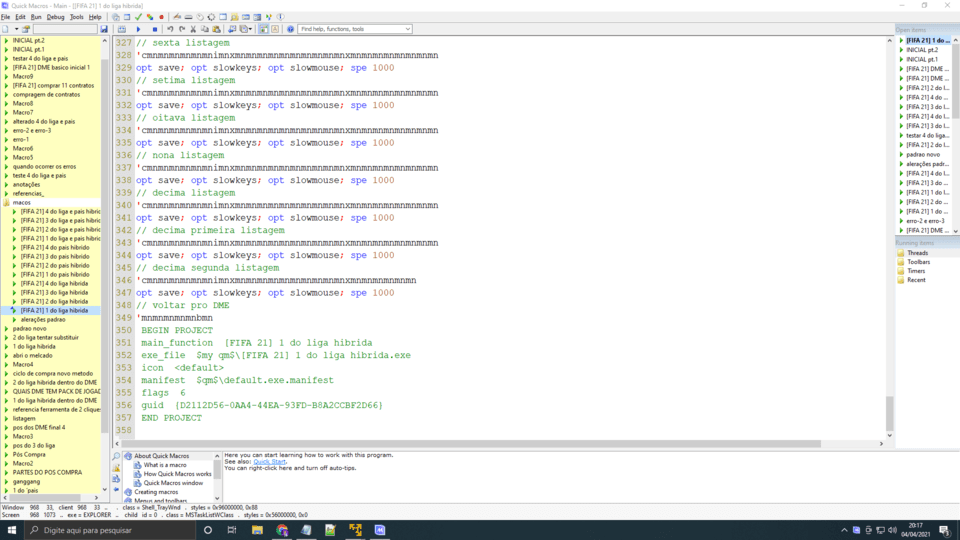 Quick Macros - Main - [[FIFA 21] 1 do liga hibrida]
File Edit Run Debug Tools Help
Find help, functions, tools
INICIAL pt.2
INICIAL pt.1
testar 4 do liga e pais
[FIFA 21] DME basico inicial 1
Macro9
[FIFA 21] comprar 11 contratos
compragem de contratos
Macro8
Macro7
alterado 4 do liga e pais
erro-2 e erro-3
erro-1
Macro6
Macro5
quando ocorrer os erros
teste 4 do liga e pais
anotações
referencias_
macos
[FIFA 21] 4 do liga e pais hibric
[FIFA 21] 3 do liga e pais hibric
[FIFA 21] 2 do liga e pais hibric
[FIFA 21] 1 do liga e pais hibric
[FIFA 21] 4 do pais hibrido
[FIFA 21] 3 do pais hibrido
[FIFA 21] 2 do pais hibrido
[FIFA 21] 1 do pais hibrido
[FIFA 21] 4 do liga hibrida
[FIFA 21] 3 do liga hibrida
[FIFA 21] 2 do liga hibrida
[FIFA 21] 1 do liga hibrida
alerações padrao
padrao novo
2 do liga tentar substituir
1 do liga hibrida
abri o melcado
Macro4
ciclo de compra novo metodo
2 do liga hibrida dentro do DME
QUAIS DME TEM PACK DE JOGAD
1 do liga hibrida dentro do DME
referencia ferramenta de 2 clique:
listagem
pos dos DME final 4
Macro3
pos do 3 do liga
Pós Compra
Macro2
PARTES DO POS COMPRA
ganggang
1 do ´pais
327 // sexta listagem
328 'cmnmnmnmnmnimnxmnmnmnmnmnmnmnmnmnmnxmnmnmnmnmnmnmnmn
329 opt save; opt slowkeys; opt slowmouse; spe 1000
330 // setima listagem
331 'cmnmnmnmnmnimnxmnmnmnmnmnmnmnmnmnmnxmnmnmnmnmnmnmnmn
332 opt save; opt slowkeys; opt slowmouse; spe 1000
333 // oitava listagem
334 'cmnmnmnmnmnimnxmnmnmnmnmnmnmnmnmnmnxmnmnmnmnmnmnmnmn
335 opt save; opt slowkeys; opt slowmouse; spe 1000
336 // nona listagem
337 'cmnmnmnmnmnimnxmnmnmnmnmnmnmnmnmnmnxmnmnmnmnmnmnmnmn
338 opt save; opt slowkeys; opt slowmouse; spe 1000
339 // decima listagem
340 'cmnmnmnmnmnimnxmnmnmnmnmnmnmnmnmnmnxmnmnmnmnmnmnmnmn
341 opt save; opt slowkeys; opt slowmouse; spe 1000
342 // decima primeira listagem
343 'cmnmnmnmnmnimnxmnmnmnmnmnmnmnmnmnmnxmnmnmnmnmnmnmnmn
344 opt save; opt slowkeys; opt slowmouse; spe 1000
345 // decima segunda listagem
346 'cmnmnmnmnmnmnmnxmnmnmnmnmnmnmnmnmnxmnmnmnmnmnmnmn
347 opt save; opt slowkeys; opt slowmouse; spe 1000
348 // voltar pro DME
349 'mnmnmnmnmnbmn
350 BEGIN PROJECT
351 main_function [FIFA 21] 1 do liga hibrida
352 exe_file $my qm$\[FIFA 21] 1 do liga hibrida.exe
353 icon <default>
354 manifest $qm$\default.exe.manifest
355 flags 6
356 guid {D2112D56-0AA4-44EA-93FD-B8A2CCBF2D66}
357 END PROJECT
358
Open items
[FIFA 21] 1 do...
INICIAL pt.2
INICIAL pt.1
[FIFA 21] DME ...
[FIFA 21] DME ...
[FIFA 21] 2 do l...
[FIFA 21] 4 do ...
[FIFA 21] 3 do ...
[FIFA 21] 4 do ...
[FIFA 21] 3 do l...
testar 4 do liga...
[FIFA 21] 2 do l...
padrao novo
alerações padr...
[FIFA 21] 4 do l...
[FIFA 21] 3 do ...
[FIFA 21] 1 do l...
[FIFA 21] 2 do ...
[FIFA 21] 1 do ...
erro-2 e erro-3
[FIFA 21] DME ...
Running items
Threads
Toolbars
Timers
Recent
About Quick Macros
What is a macro
How Quick Macros works
Quick Macros window
Creating macros
Menus and toolbars
Here you can start learning how to work with this program.
See also: Quick Start.
You can right-click here and turn off auto-tips.
Window 968 33, client 968 33 .. . class = Shell_TrayWnd . styles = 0x96000000, 0x88
Screen 968 1073 .. exe = EXPLORER . child id = 0 . class = MSTaskListWClass . styles = 0x56000000, 0x0
Digite aqui para pesquisar
20:17
04/04/2021
3